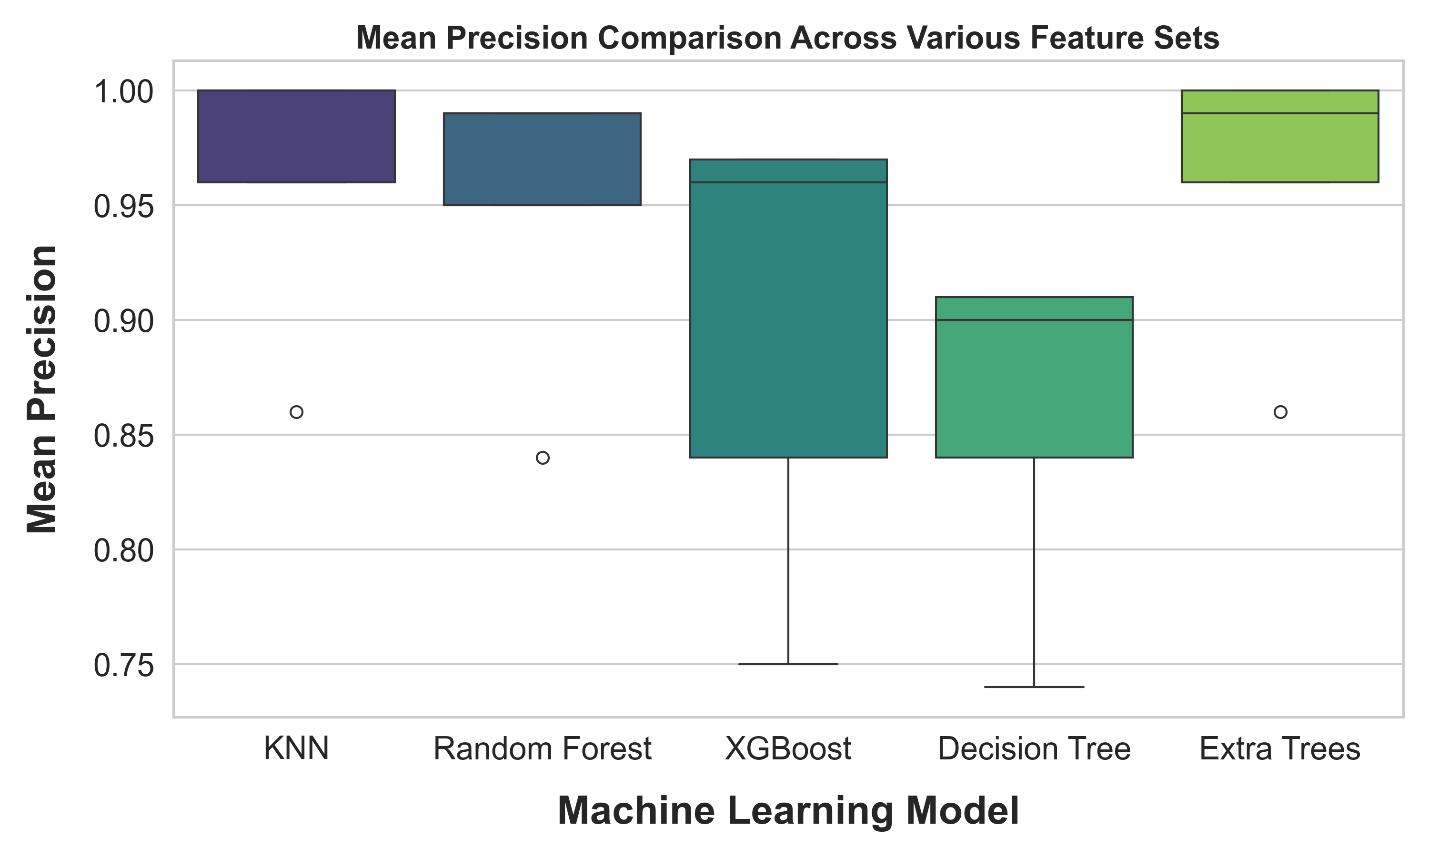 Mean Precision Comparison Across Various Feature Sets
1.00
0.95
0.90
0.85
0.80
0.75
Mean Precision
KNN
Random Forest
XGBoost
Decision Tree
Extra Trees
Machine Learning Model